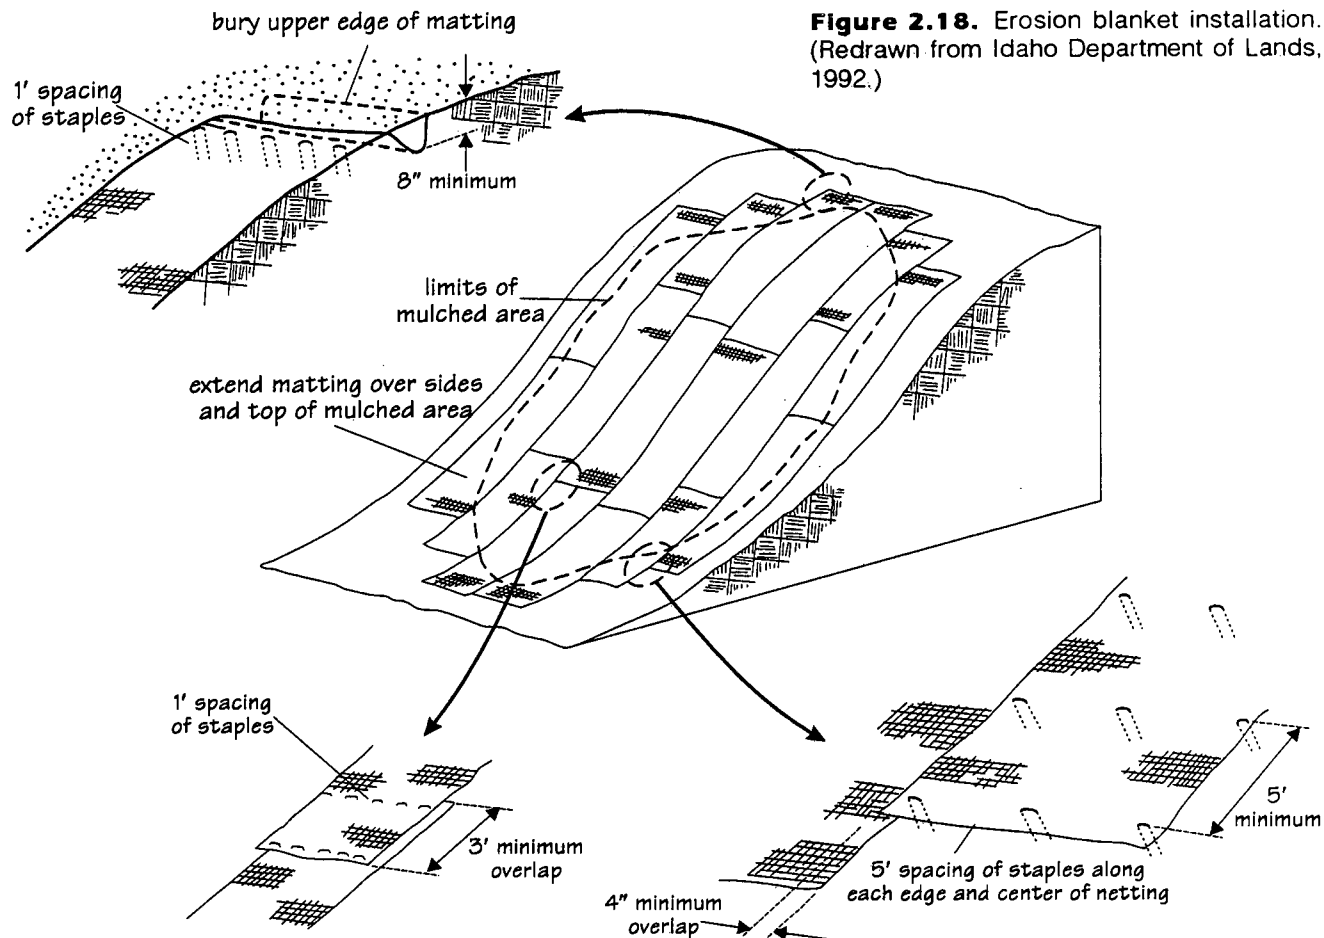 bury upper edge of matting
Figure 2.18. Erosion blanket installation.
(Redrawn from Idaho Department of Lands,
1992.)
1' spacing
of staples
8" minimum
limits of
mulched area
extend matting over sides
and top of mulched area
1' spacing
of staples
3' minimum
overlap
5'
minimum
5' spacing of staples along
each edge and center of netting
4" minimum
overlap